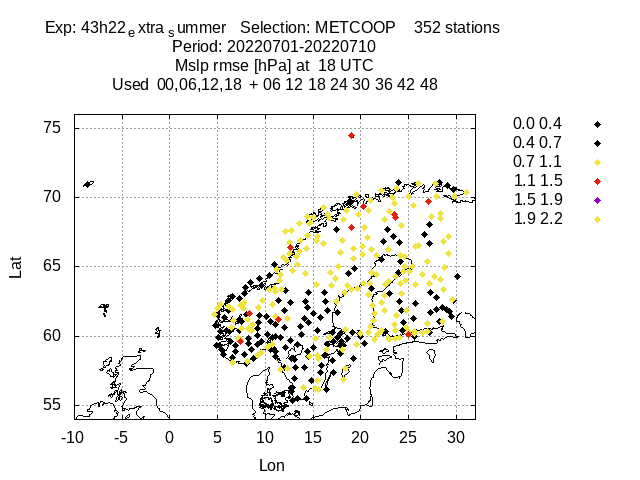 Exp: 43h22extrasummer Selection: METCOOP 352 stations
Period: 20220701-20220710
Mslp rmse [hPa] at 18 UTC
Used 00,06,12,18 + 06 12 18 24 30 36 42 48
0.0 0.4
0.4 0.7
0.7 1.1
1.1 1.5
1.5 1.9
1.9 2.2
75
70
65
60
55
Lat
-10 -5 0 5 10 15 20 25 30
Lon